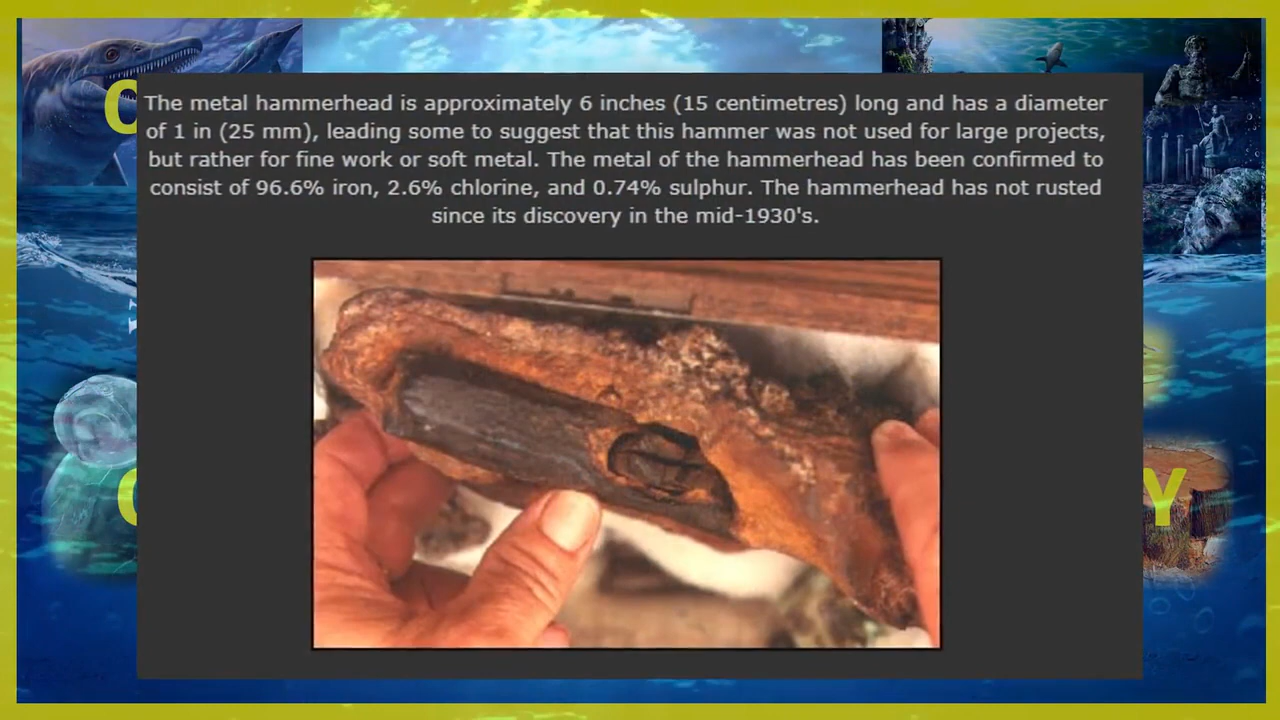 The metal hammerhead is approximately 6 inches (15 centimetres) long and has a diameter
of 1 in (25 mm), leading some to suggest that this hammer was not used for large projects,
but rather for fine work or soft metal. The metal of the hammerhead has been confirmed to
consist of 96.6% iron, 2.6% chlorine, and 0.74% sulphur. The hammerhead has not rusted
since its discovery in the mid-1930's.
Y